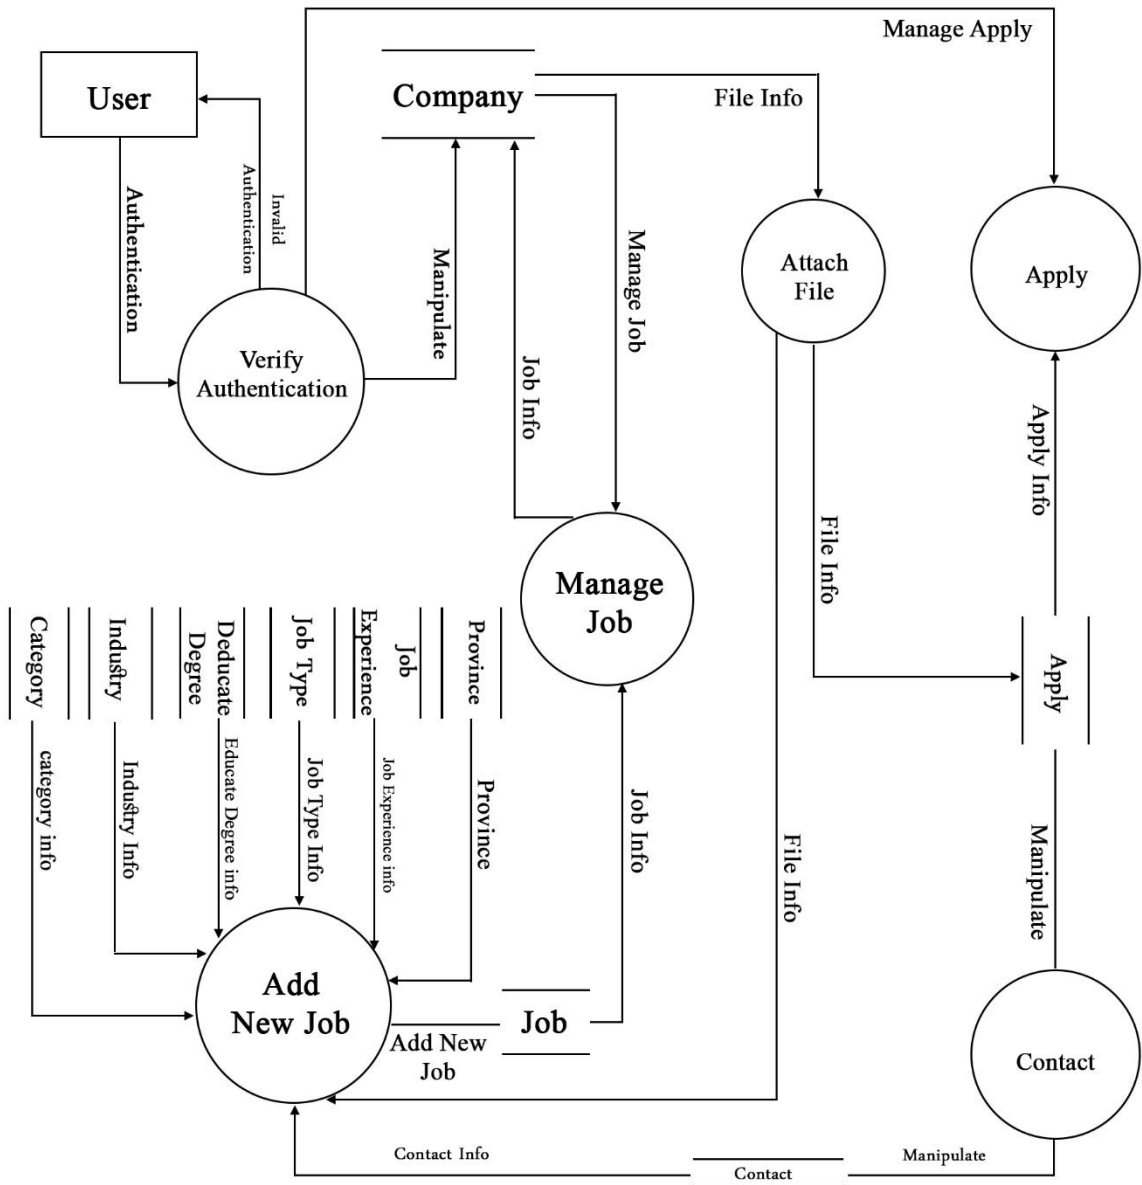 Manage Apply
User
Company
File Info
Authentication
Invalid
Authentication
Manipulate
Manage Job
Attach
File
Apply
Verify
Authentication
Job Info
Apply Info
File Info
Manage
Job
Category
Industry
Deducate
Degree
Job Type
Job
Experience
Province
Apply
category info
Industry Info
Educate Degree info
Job Type Info
Job Experience info
Province
Job Info
File Info
Manipulate
Add
New Job
Add New
Job
Job
Contact
Contact Info
Contact
Manipulate